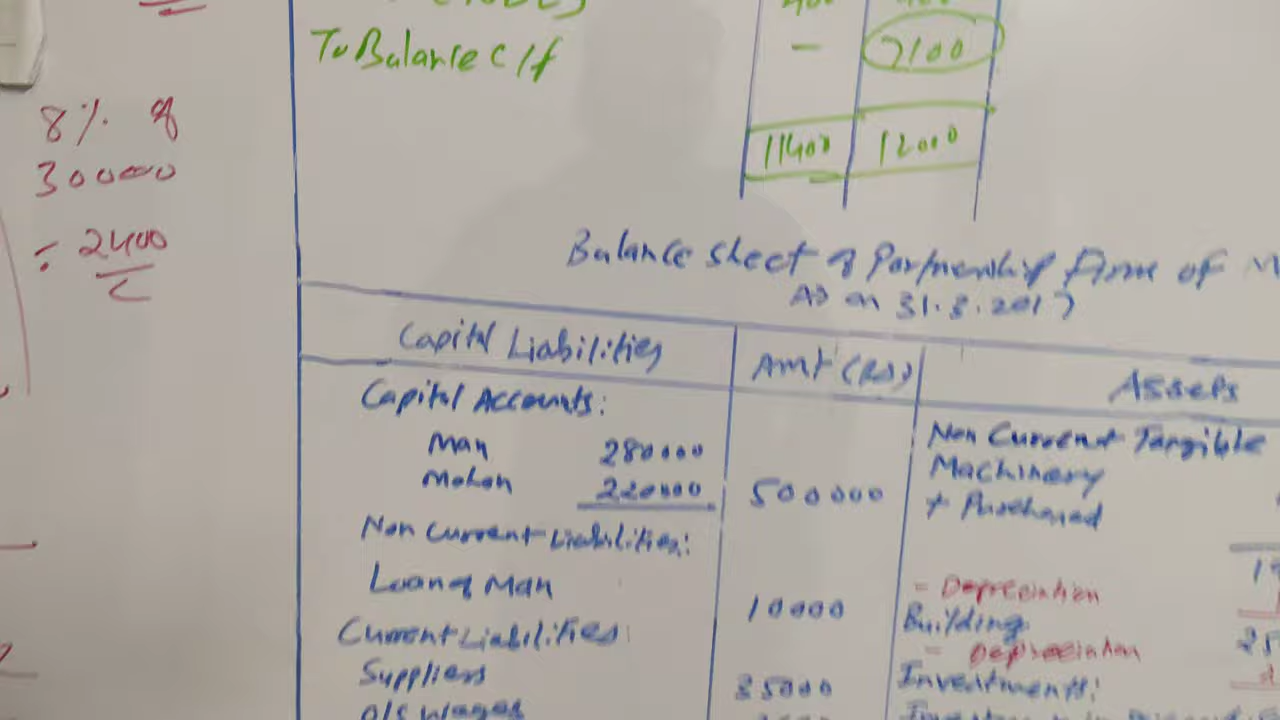 To Balance C/f - 7100
11400 12000
8% of
300000
= 2400
Balance Sheet of Partnership Firm of M
As on 31.3.2017
Capital Liabilities Amt (Rs) Assets
Capital Accounts:
Man 280000
Mohan 220000 500000
Non Current Liabilities:
Loan of Man 10000
Current Liabilities:
Suppliers 35000
O/S Wages
Non Current Tangible
Machinery
+ Purchased
- Depreciation
Building
- Depreciation
Investments: